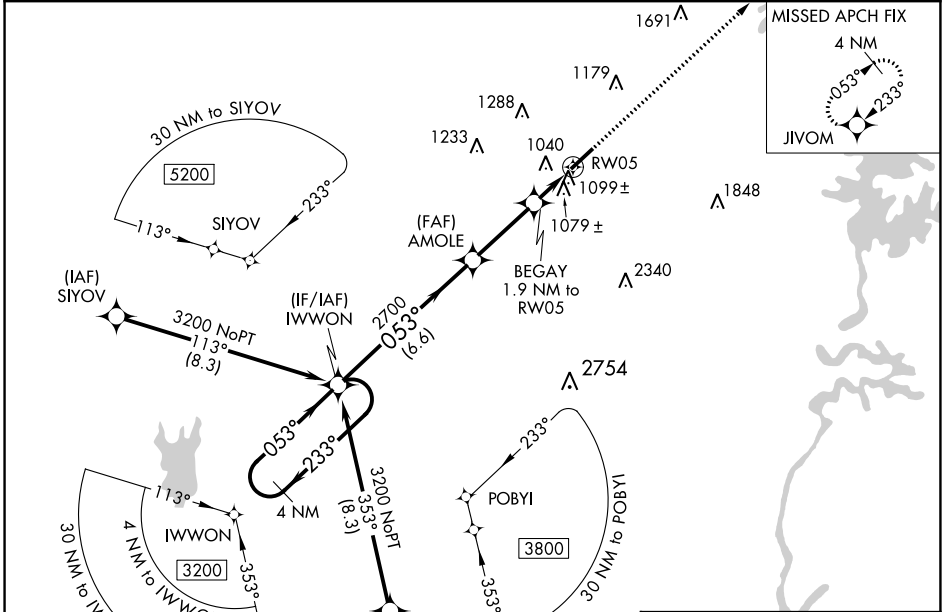 1691
MISSED APCH FIX
4 NM
053°
233°
JIVOM
1179
1288
1233
1040
RW05
1099 ±
1079 ±
1848
30 NM to SIYOV
5200
233°
SIYOV
113°
(FAF)
AMOLE
BEGAY
1.9 NM to
RW05
2340
(IAF)
SIYOV
(IF/IAF)
IWWON
3200 NoPT
113°
(8.3)
2700
053°
(6.6)
2754
053°
233°
4 NM
3200 NoPT
353°
(8.3)
233°
POBYI
3800
353°
30 NM to POBYI
113°
IWWON
3200
353°
4 NM to
30 NM to